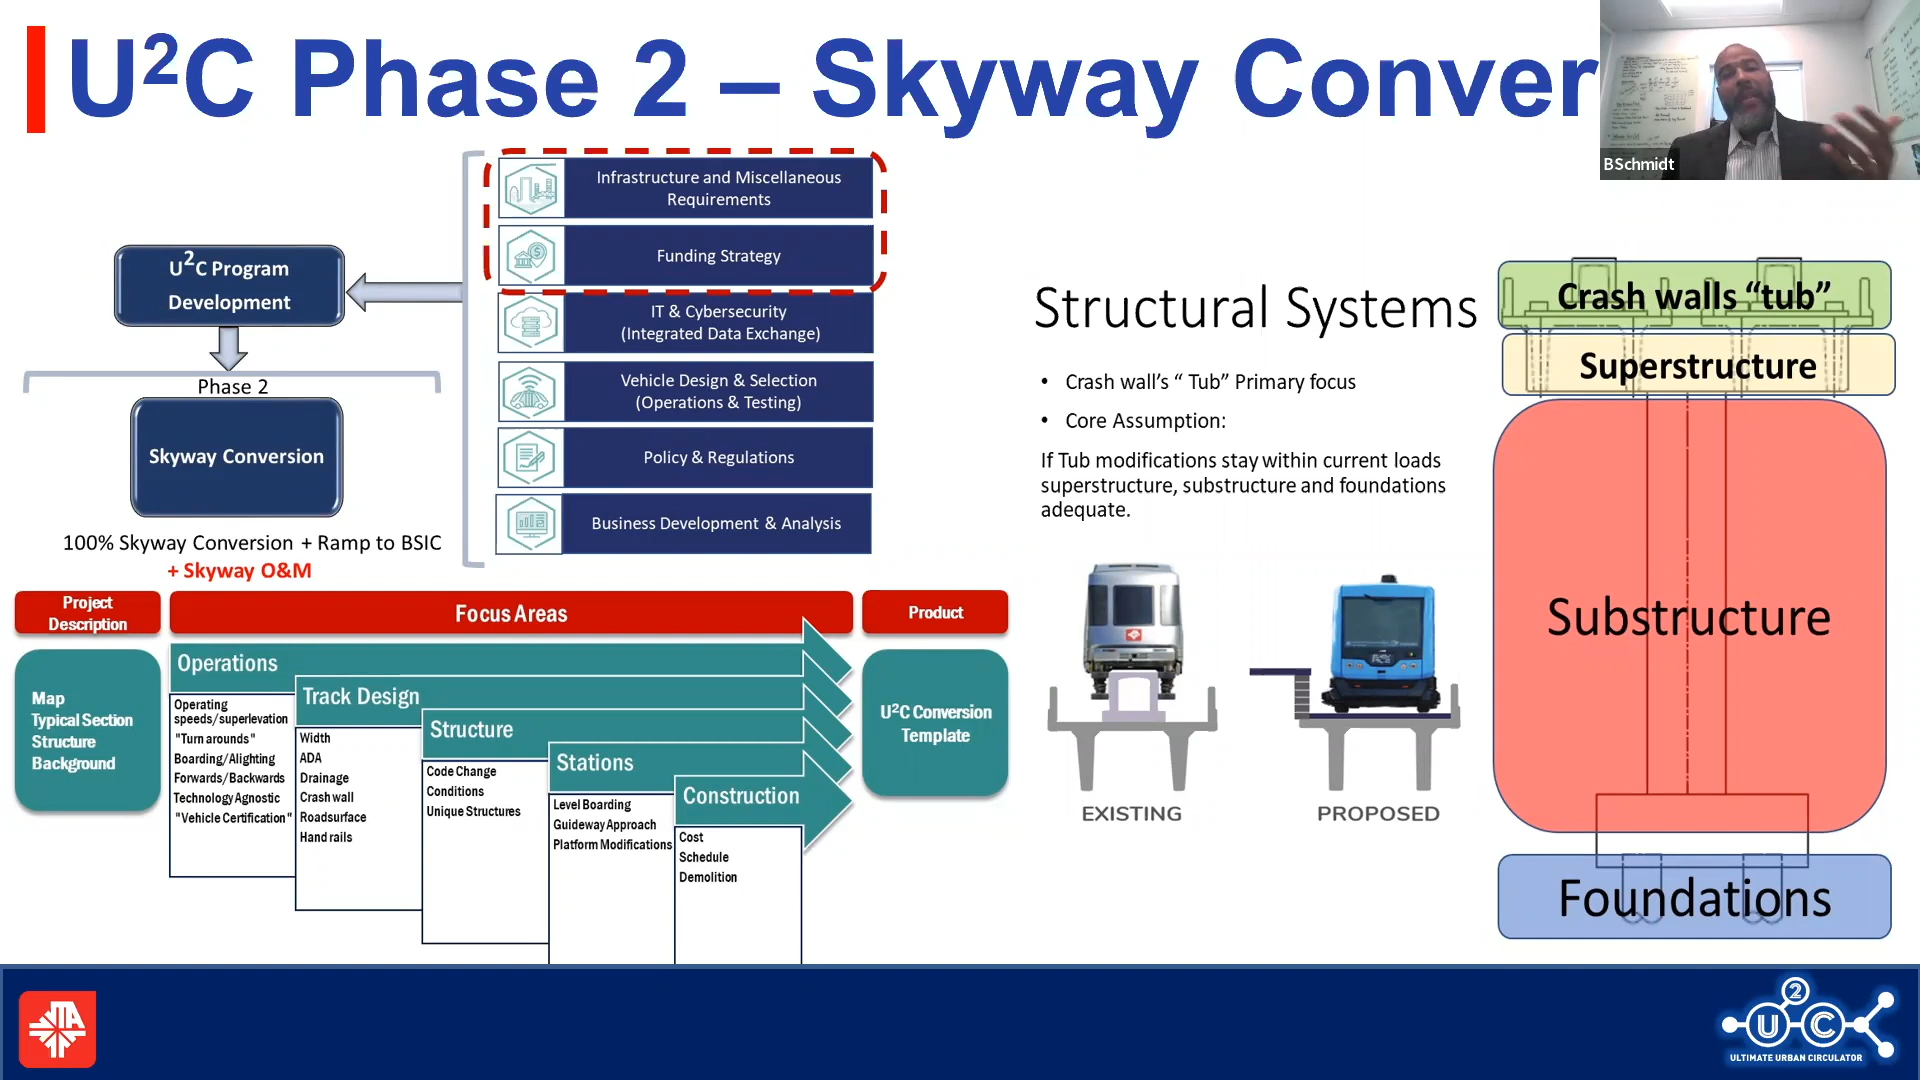 U²C Phase 2 – Skyway Conver
BSchmidt
Infrastructure and Miscellaneous
Requirements
Funding Strategy
IT & Cybersecurity
(Integrated Data Exchange)
Vehicle Design & Selection
(Operations & Testing)
Policy & Regulations
Business Development & Analysis
U²C Program
Development
Phase 2
Skyway Conversion
100% Skyway Conversion + Ramp to BSIC
+ Skyway O&M
Project
Description
Focus Areas
Product
Map
Typical Section
Structure
Background
Operations
Operating
speeds/superlevation
"Turn arounds"
Boarding/Alighting
Forwards/Backwards
Technology Agnostic
"Vehicle Certification"
Track Design
Width
ADA
Drainage
Crash wall
Roadsurface
Hand rails
Structure
Code Change
Conditions
Unique Structures
Stations
Level Boarding
Guideway Approach
Platform Modifications
Construction
Cost
Schedule
Demolition
U²C Conversion
Template
Structural Systems
• Crash wall's “ Tub” Primary focus
• Core Assumption:
If Tub modifications stay within current loads
superstructure, substructure and foundations
adequate.
EXISTING
PROPOSED
Crash walls “tub”
Superstructure
Substructure
Foundations
JTA
U²C
ULTIMATE URBAN CIRCULATOR